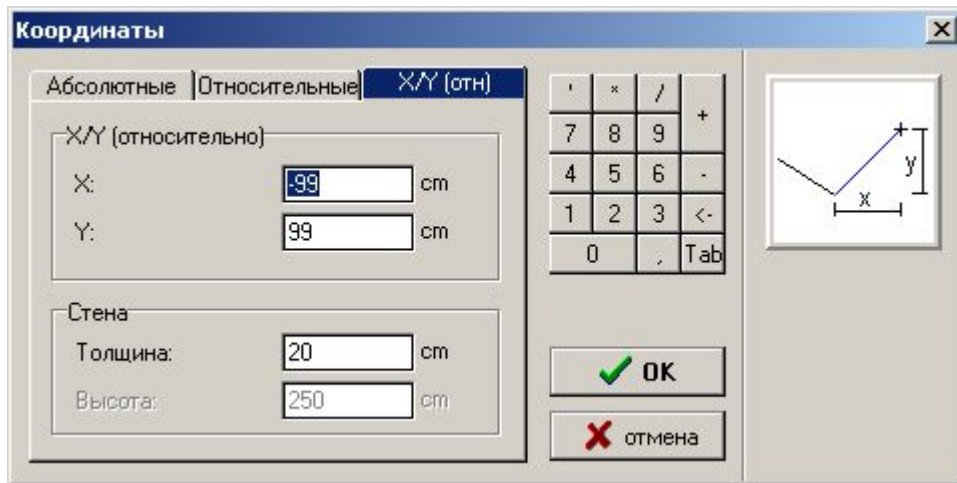 Координаты
Абсолютные Относительные X/Y (отн)
X/Y (относительно)
X: -99 cm
Y: 99 cm
Стена
Толщина: 20 cm
Высота: 250 cm
' * / +
7 8 9
4 5 6 -
1 2 3 <-
0 , Tab
OK
отмена
y
x